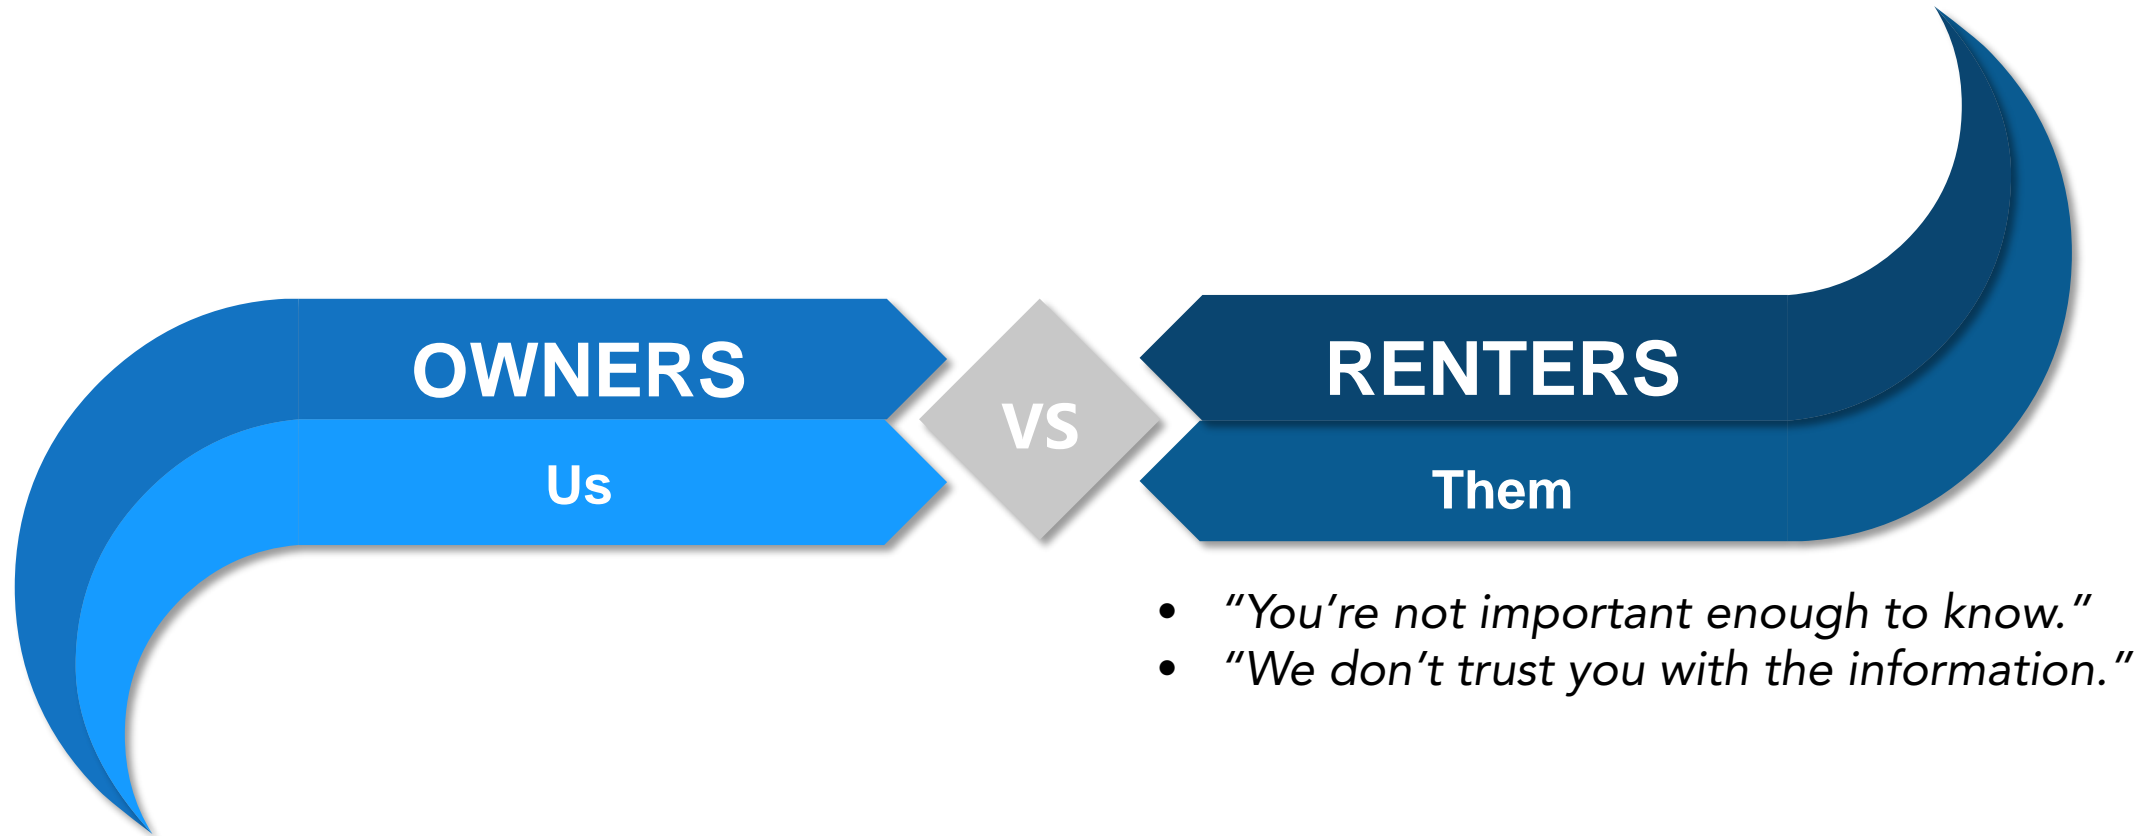 OWNERS
Us
VS
RENTERS
Them
• “You’re not important enough to know.”
• “We don’t trust you with the information.”